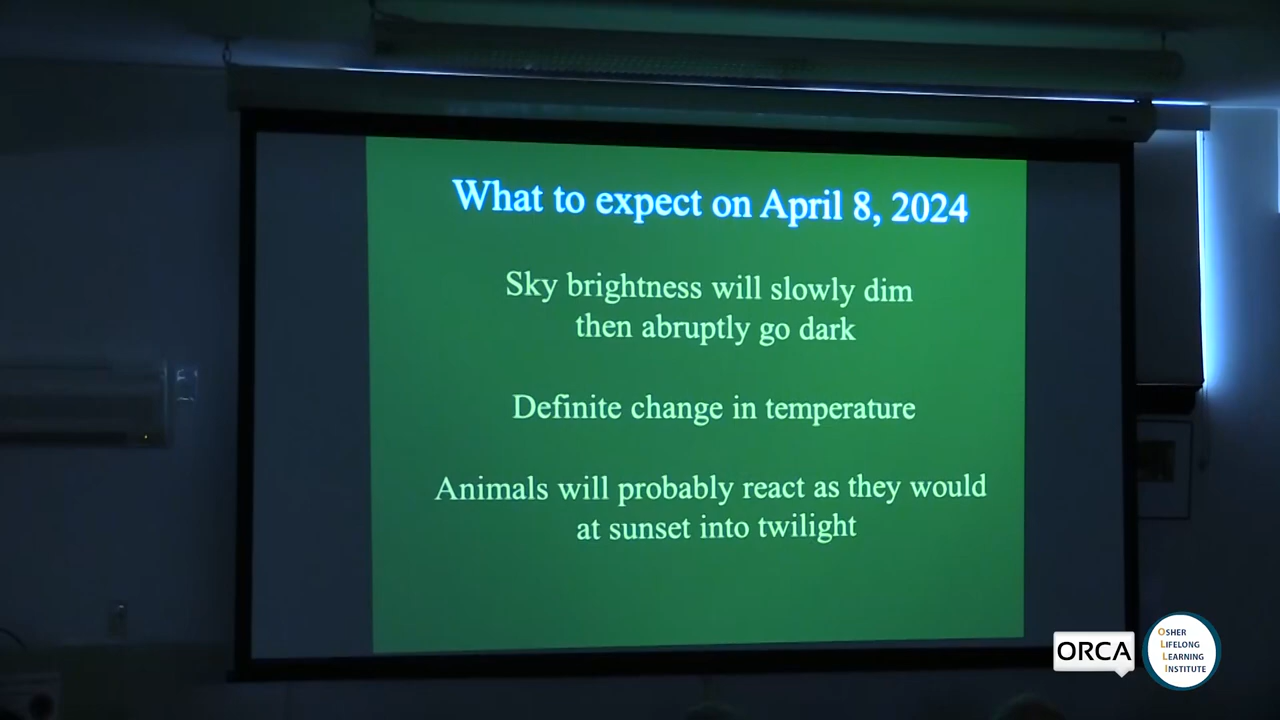 What to expect on April 8, 2024
Sky brightness will slowly dim
then abruptly go dark
Definite change in temperature
Animals will probably react as they would
at sunset into twilight
ORCA
OSHER
LIFELONG
LEARNING
INSTITUTE